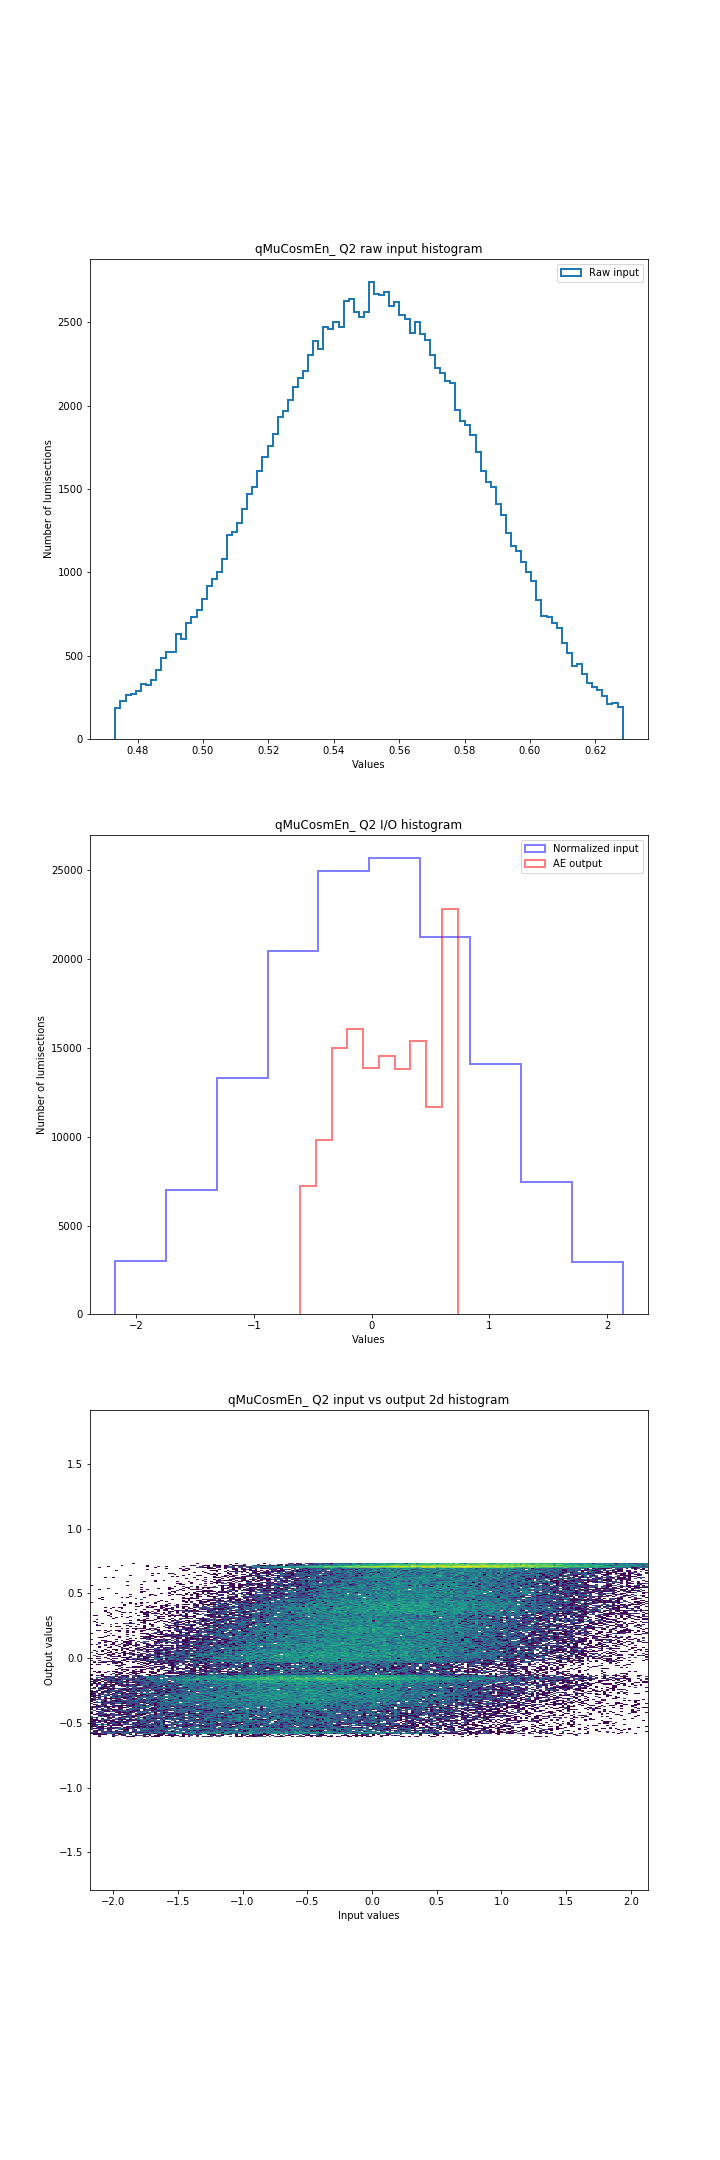 qMuCosmEn_ Q2 raw input histogram
Raw input
2500
2000
1500
1000
500
0
Number of lumisections
0.48 0.50 0.52 0.54 0.56 0.58 0.60 0.62
Values
qMuCosmEn_ Q2 I/O histogram
Normalized input
AE output
25000
20000
15000
10000
5000
0
Number of lumisections
−2 −1 0 1 2
Values
qMuCosmEn_ Q2 input vs output 2d histogram
1.5
1.0
0.5
0.0
−0.5
−1.0
−1.5
Output values
−2.0 −1.5 −1.0 −0.5 0.0 0.5 1.0 1.5 2.0
Input values